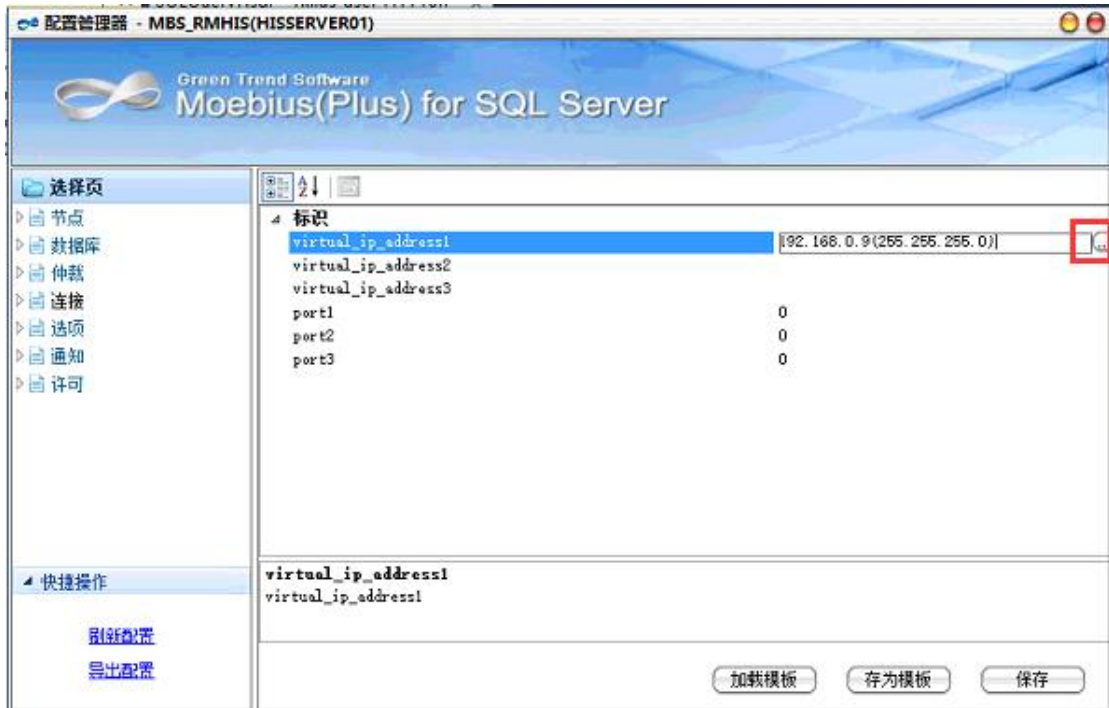 配置管理器 - MBS_RMHIS(HISSERVER01)
Green Trend Software
Moebius(Plus) for SQL Server
选择页
节点
数据库
仲裁
连接
选项
通知
许可
标识
virtual_ip_address1 192.168.0.9(255.255.255.0)
virtual_ip_address2
virtual_ip_address3
port1 0
port2 0
port3 0
virtual_ip_address1
virtual_ip_address1
快捷操作
刷新配置
导出配置
加载模板 存为模板 保存